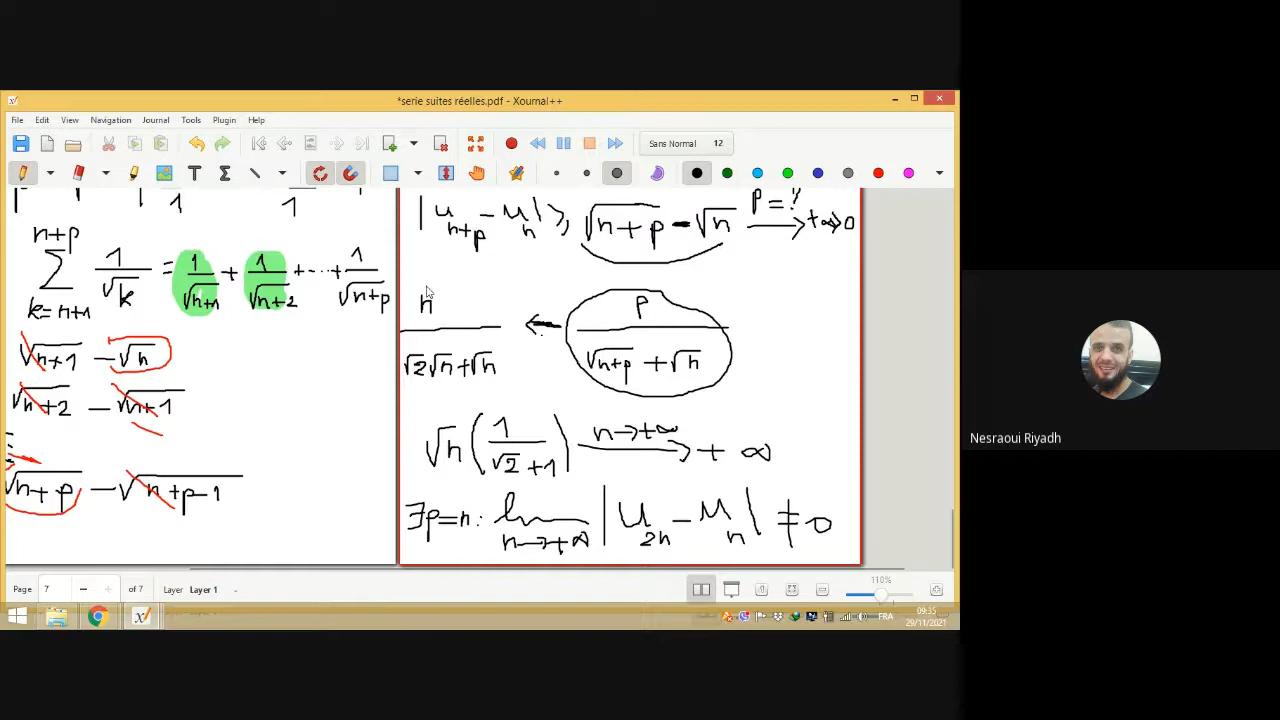 *serie suites réelles.pdf - Xournal++
File Edit View Navigation Journal Tools Plugin Help
Sans Normal 12
n+p
∑ 1/√k = 1/√n+1 + 1/√n+2 + ... + 1/√n+p
k=n+1
√n+1 − √n
√n+2 − √n+1
√n+p − √n+p−1
|u_{n+p} − u_n| ⩾ √n+p − √n
p=?
n/(√2√n+√n) ← p/(√n+p + √n)
√n (1/(√2+1)) n→+∞ + ∞
∃p=n: lim n→+∞ |U_{2n} − U_n| ≠ 0
Page 7 of 7 Layer Layer 1
110%
FRA
09:35
29/11/2021
Nesraoui Riyadh